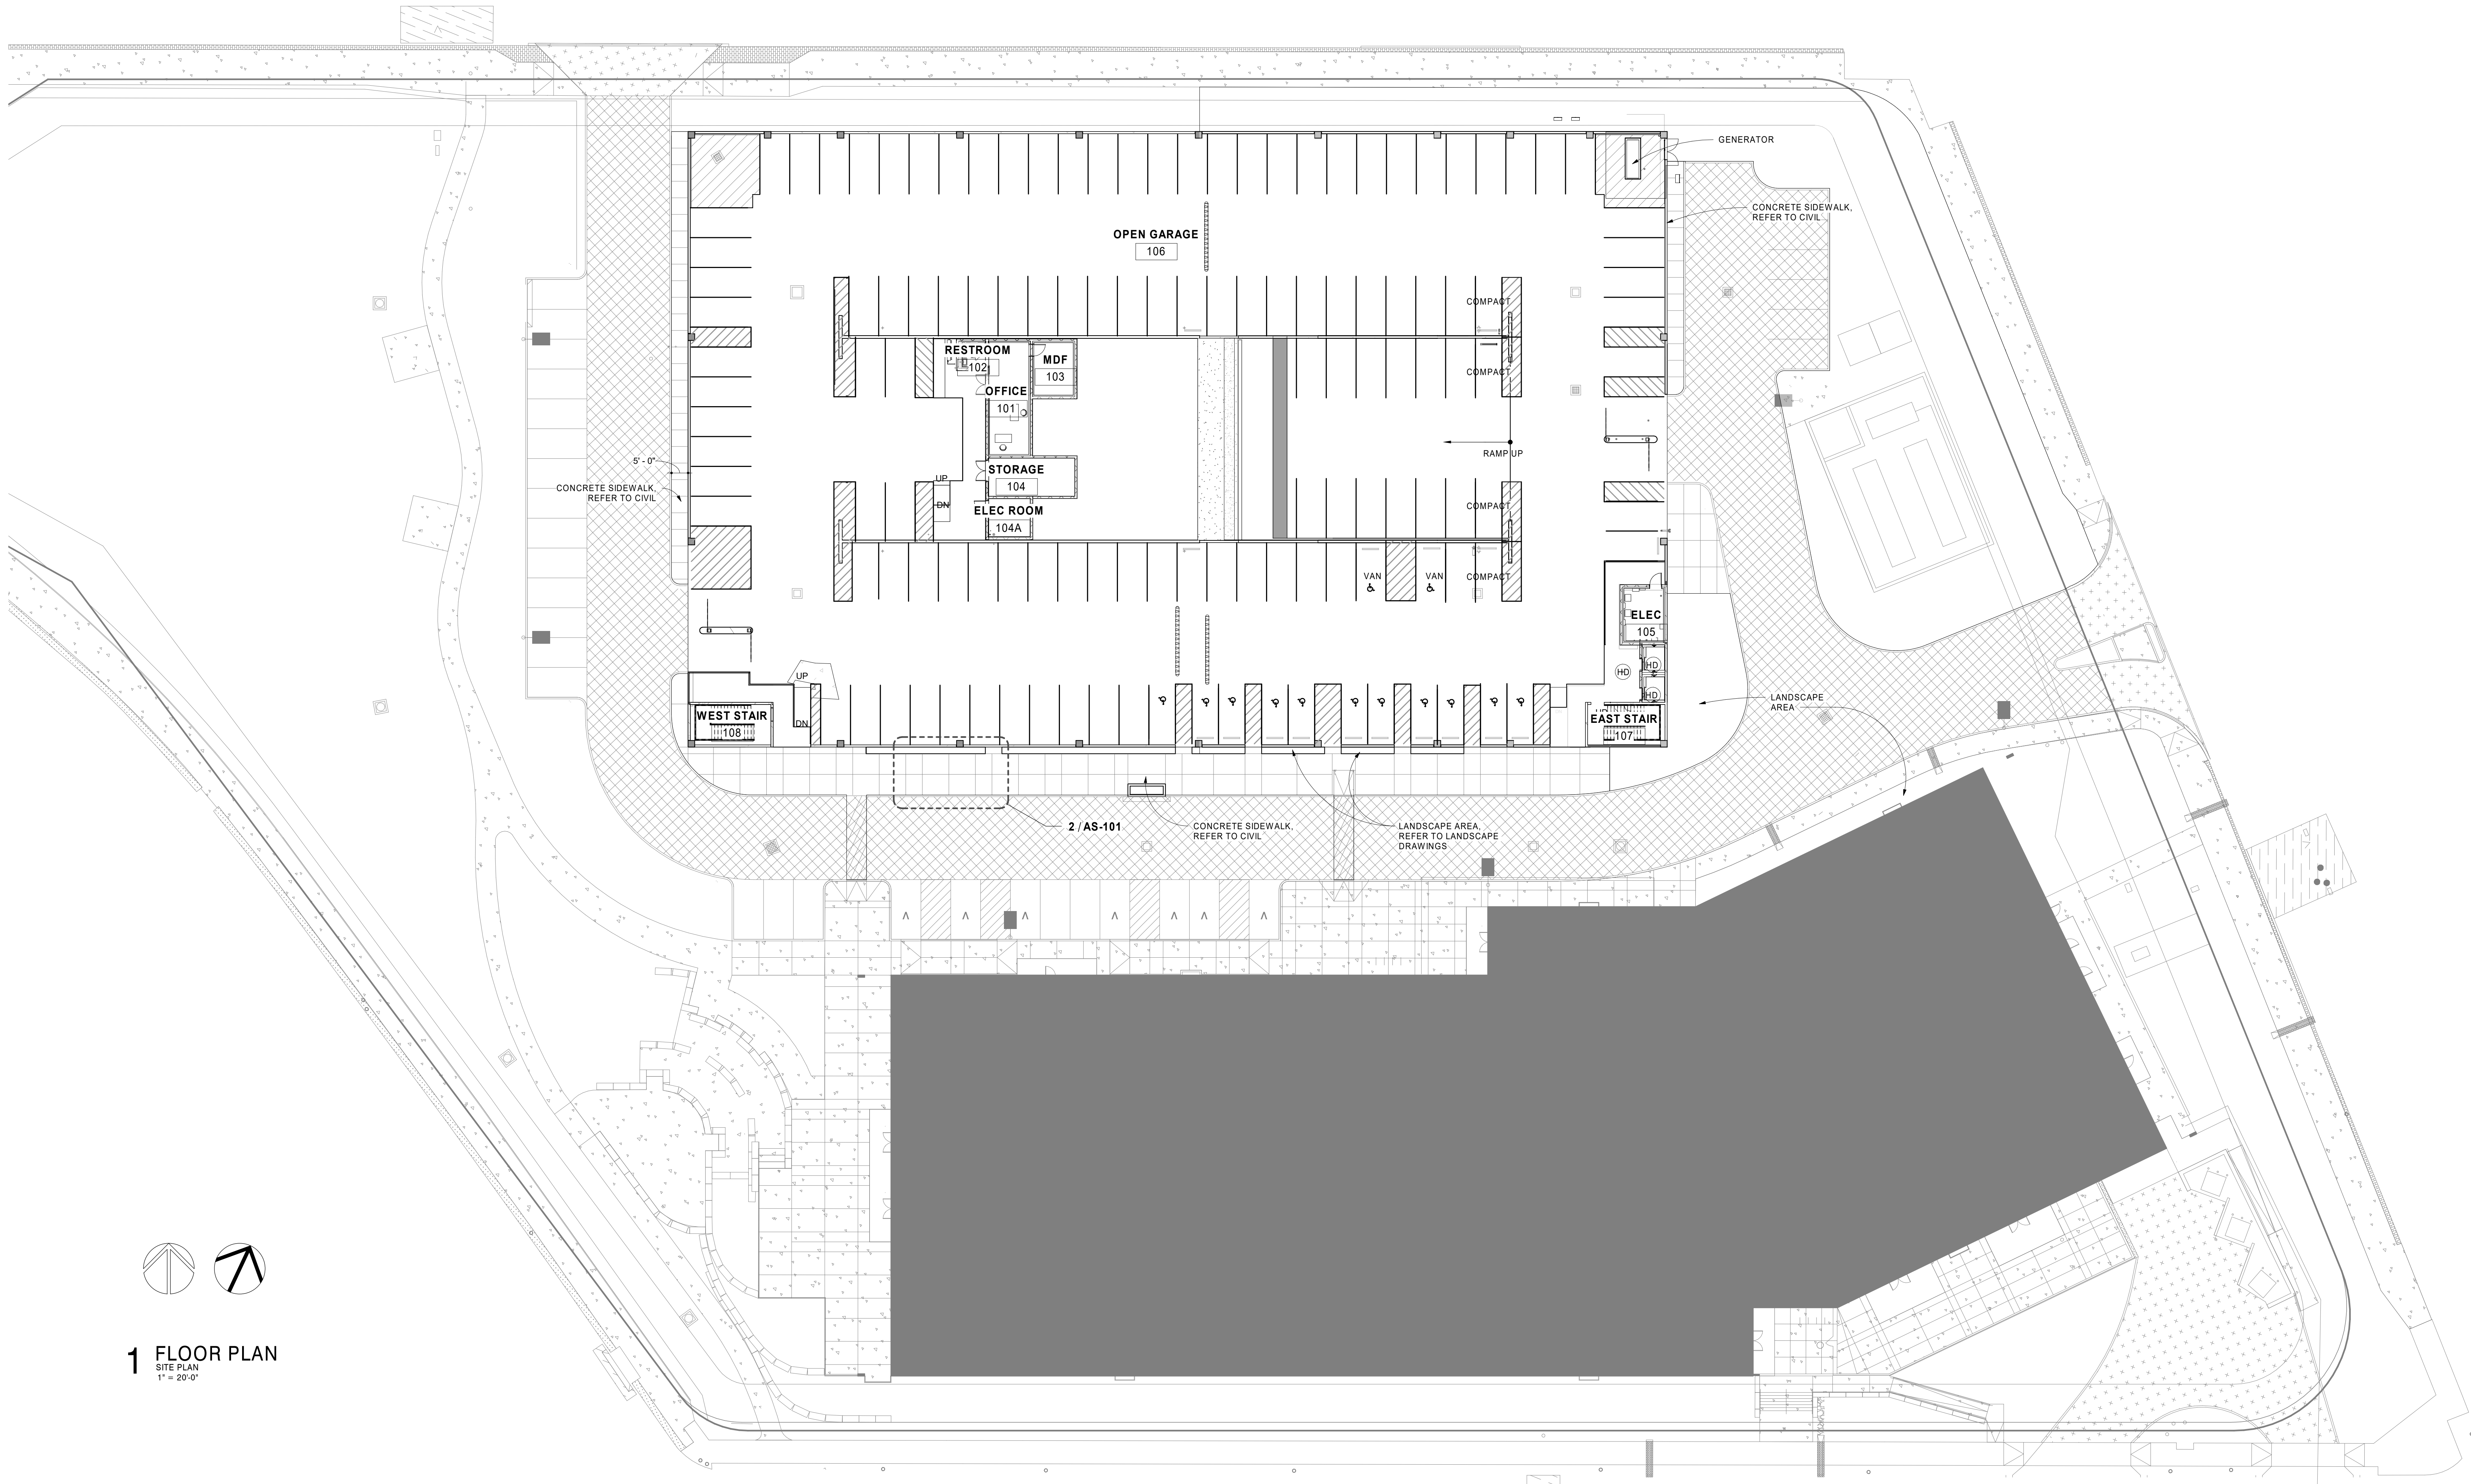 GENERATOR
CONCRETE SIDEWALK,
REFER TO CIVIL
OPEN GARAGE
106
COMPACT
RESTROOM
102
MDF
103
COMPACT
OFFICE
101
RAMP UP
5' - 0"
STORAGE
104
UP
CONCRETE SIDEWALK,
REFER TO CIVIL
DN
ELEC ROOM
104A
COMPACT
VAN
VAN
COMPACT
ELEC
105
HD
HD
UP
HD
LANDSCAPE
AREA
WEST STAIR
108
DN
EAST STAIR
107
2 / AS-101
CONCRETE SIDEWALK,
REFER TO CIVIL
LANDSCAPE AREA,
REFER TO LANDSCAPE
DRAWINGS
1 FLOOR PLAN
SITE PLAN
1" = 20'-0"